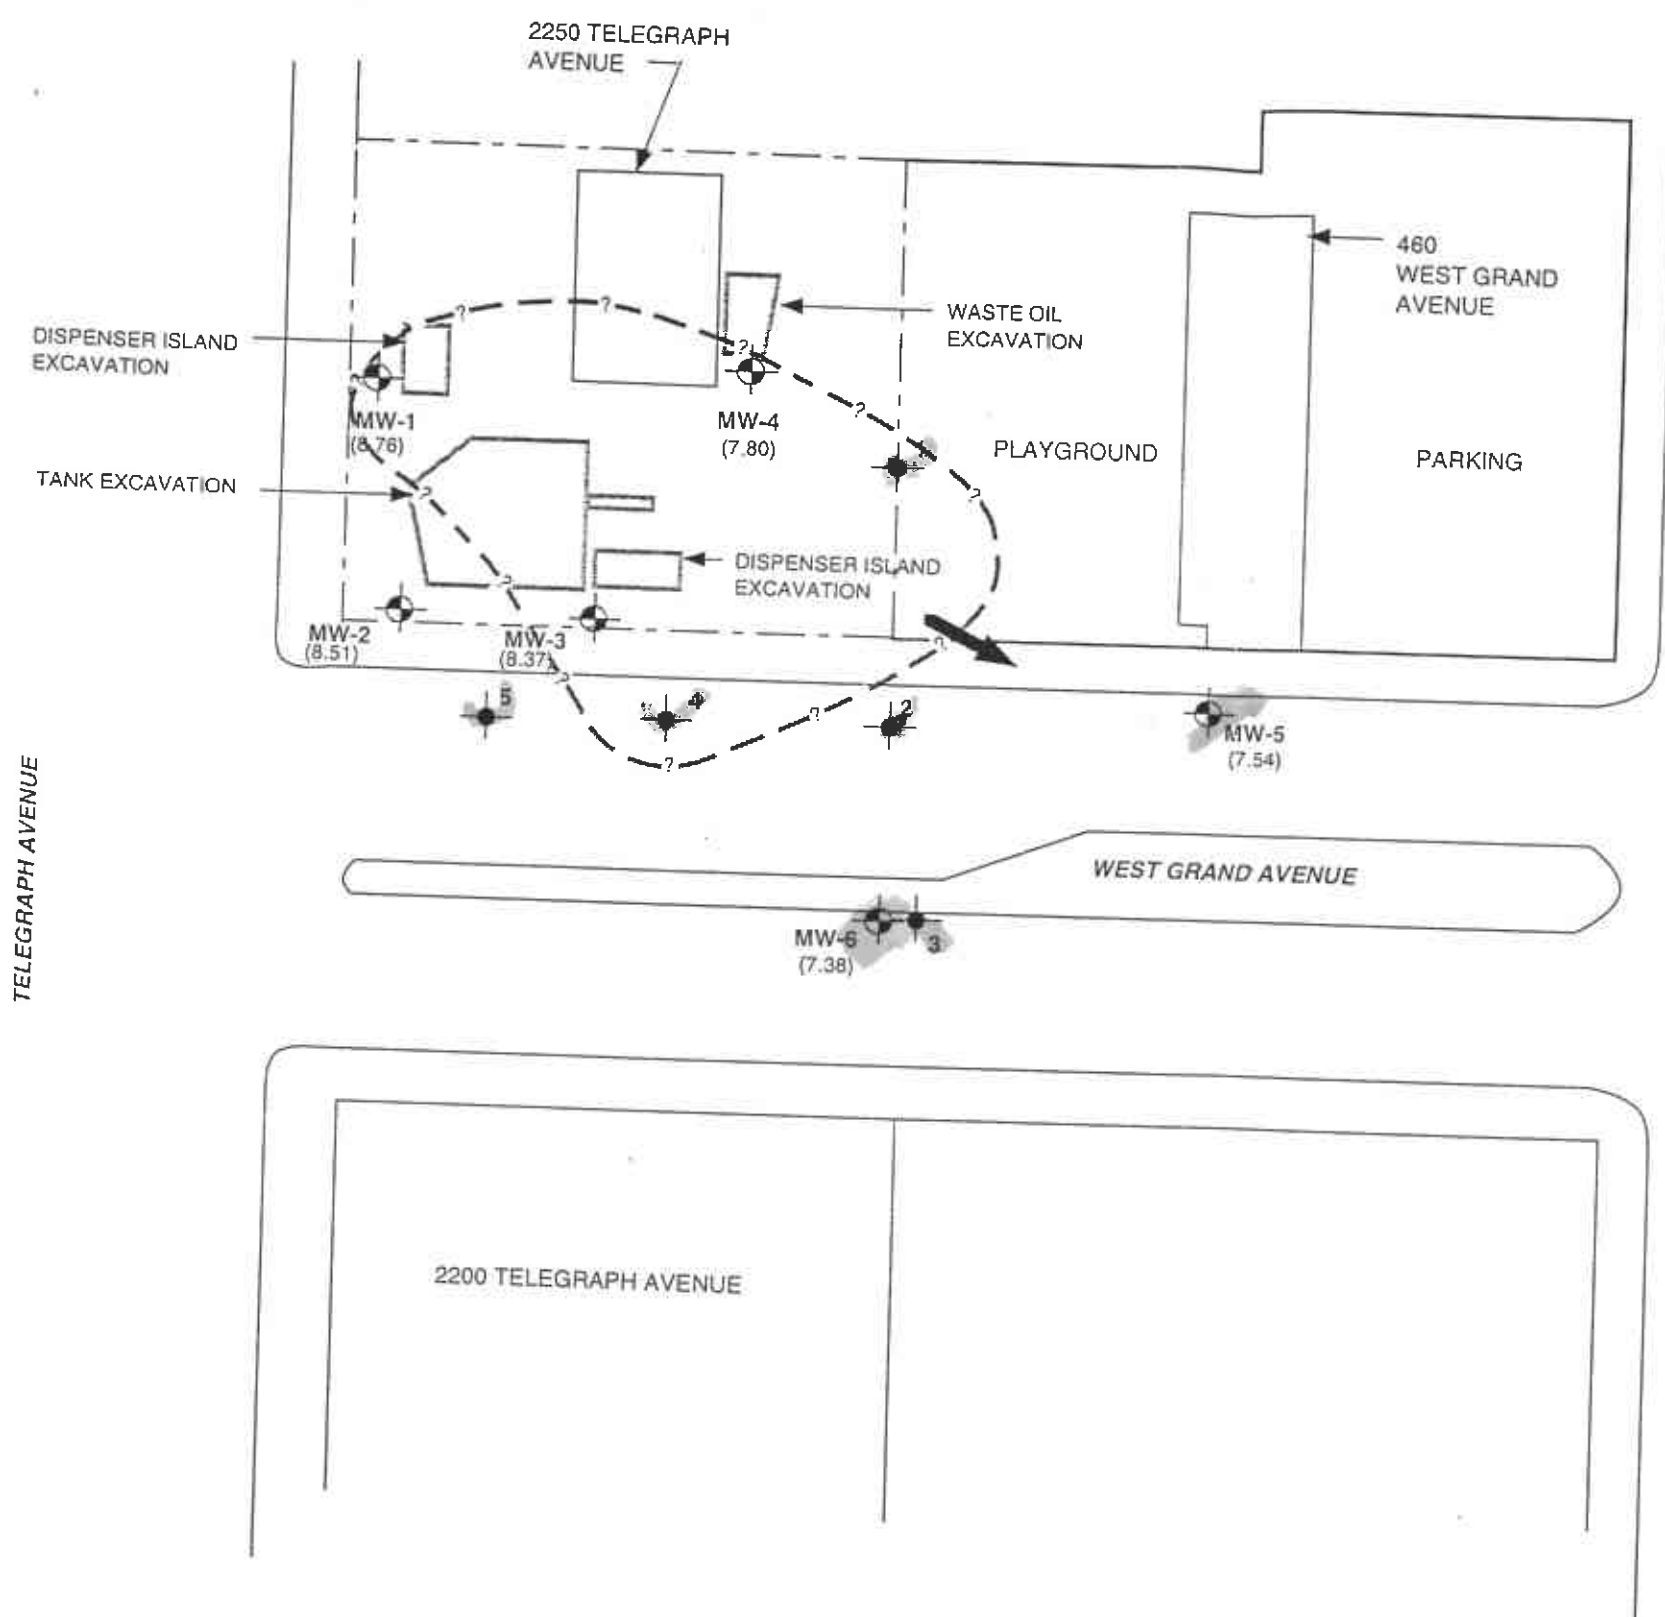 2250 TELEGRAPH
AVENUE
460
WEST GRAND
AVENUE
WASTE OIL
EXCAVATION
DISPENSER ISLAND
EXCAVATION
MW-1
(8.76)
MW-4
(7.80)
PLAYGROUND
PARKING
TANK EXCAVATION
DISPENSER ISLAND
EXCAVATION
MW-2
(8.51)
MW-3
(8.37)
?
?
?
?
?
?
?
?
?
?
?
?
5
4
2
MW-5
(7.54)
TELEGRAPH AVENUE
WEST GRAND AVENUE
MW-6
(7.38)
3
2200 TELEGRAPH AVENUE